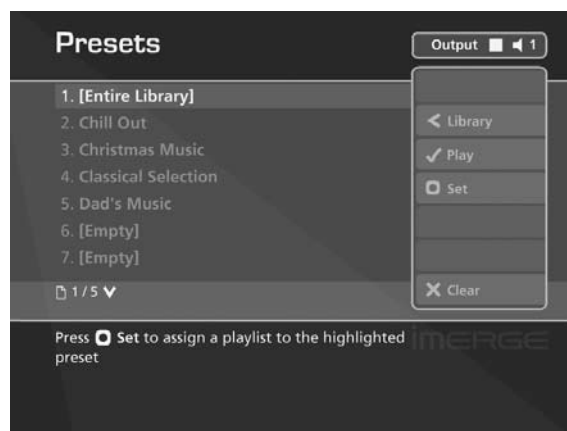 Presets
Output 1
1. [Entire Library]
2. Chill Out
3. Christmas Music
4. Classical Selection
5. Dad's Music
6. [Empty]
7. [Empty]
1/5
Library
Play
Set
Clear
Press Set to assign a playlist to the highlighted
preset
imerge